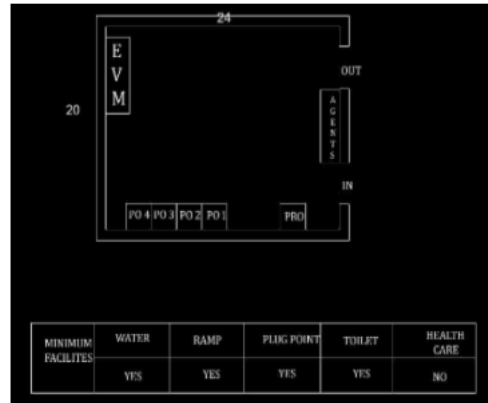 24
E
V
M
OUT
20
A
G
E
N
T
S
IN
PO 4 PO 3 PO 2 PO 1 PRO
MINIMUM FACILITES WATER RAMP PLUG POINT TOILET HEALTH CARE
YES YES YES YES NO